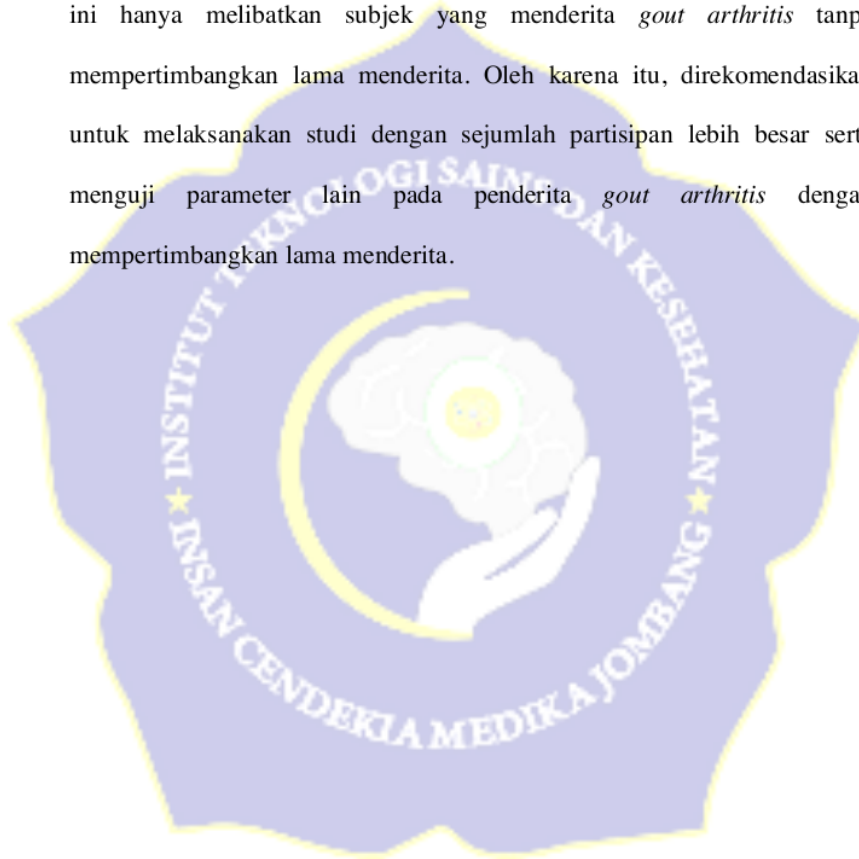 ini hanya melibatkan subjek yang menderita gout arthritis tanp
mempertimbangkan lama menderita. Oleh karena itu, direkomendasika
untuk melaksanakan studi dengan sejumlah partisipan lebih besar sert
menguji parameter lain pada penderita gout arthritis denga
mempertimbangkan lama menderita.
INSTITUT TEKNOLOGI SAINS DAN KESEHATAN
INSAN CENDEKIA MEDIKA JOMBANG